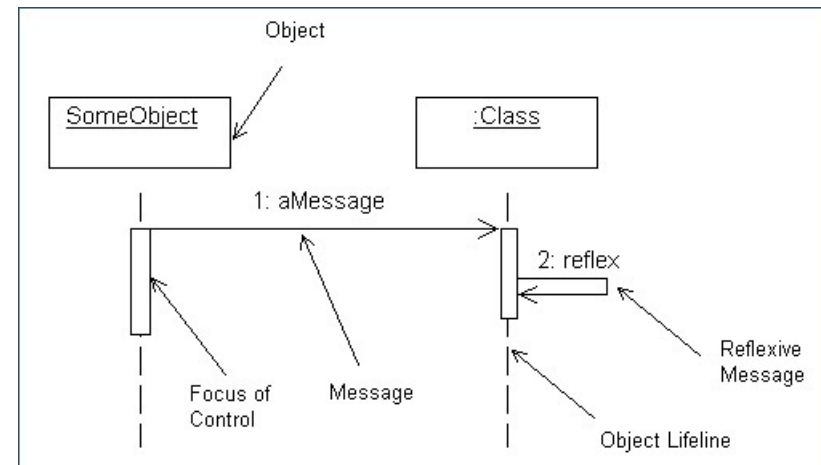 Object
SomeObject
:Class
1: aMessage
2: reflex
Reflexive
Message
Focus of
Control
Message
Object Lifeline